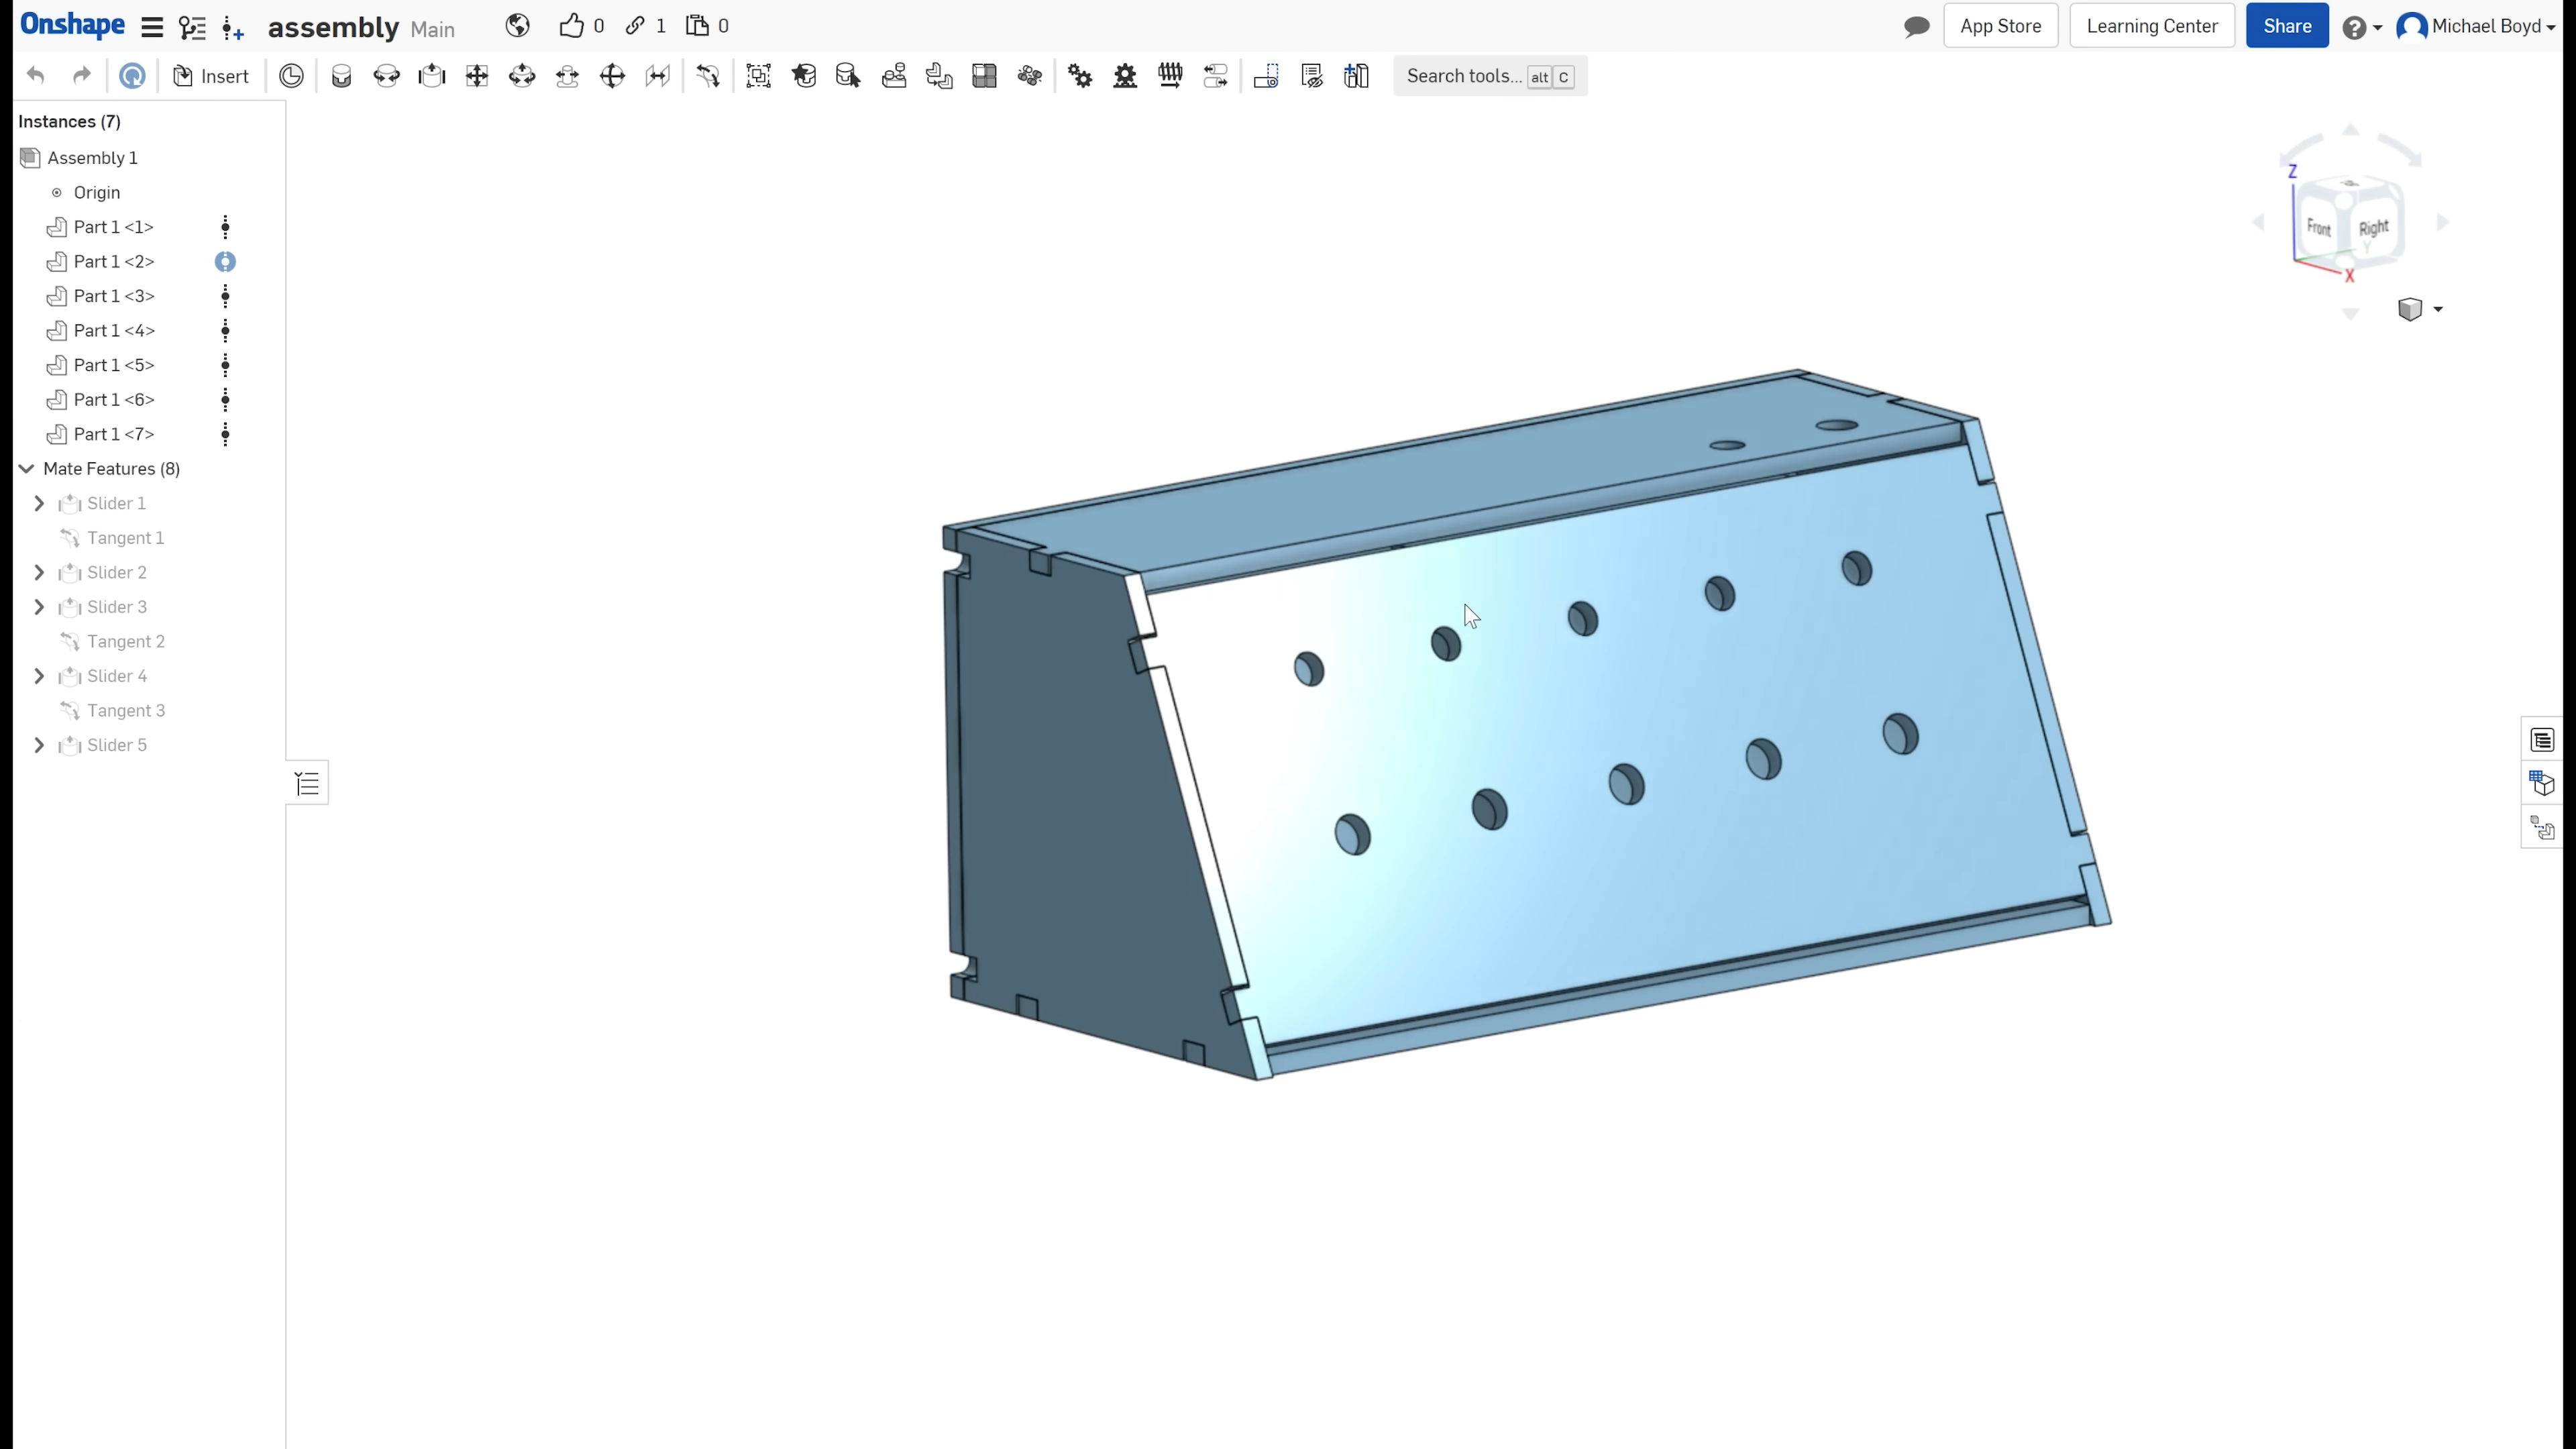 Onshape assembly Main 0 1 0 App Store Learning Center Share Michael Boyd
Insert Search tools... alt C
Instances (7)
Assembly 1
Origin
Part 1 <1>
Part 1 <2>
Part 1 <3>
Part 1 <4>
Part 1 <5>
Part 1 <6>
Part 1 <7>
Mate Features (8)
Slider 1
Tangent 1
Slider 2
Slider 3
Tangent 2
Slider 4
Tangent 3
Slider 5
Z
Front Right
Y
X